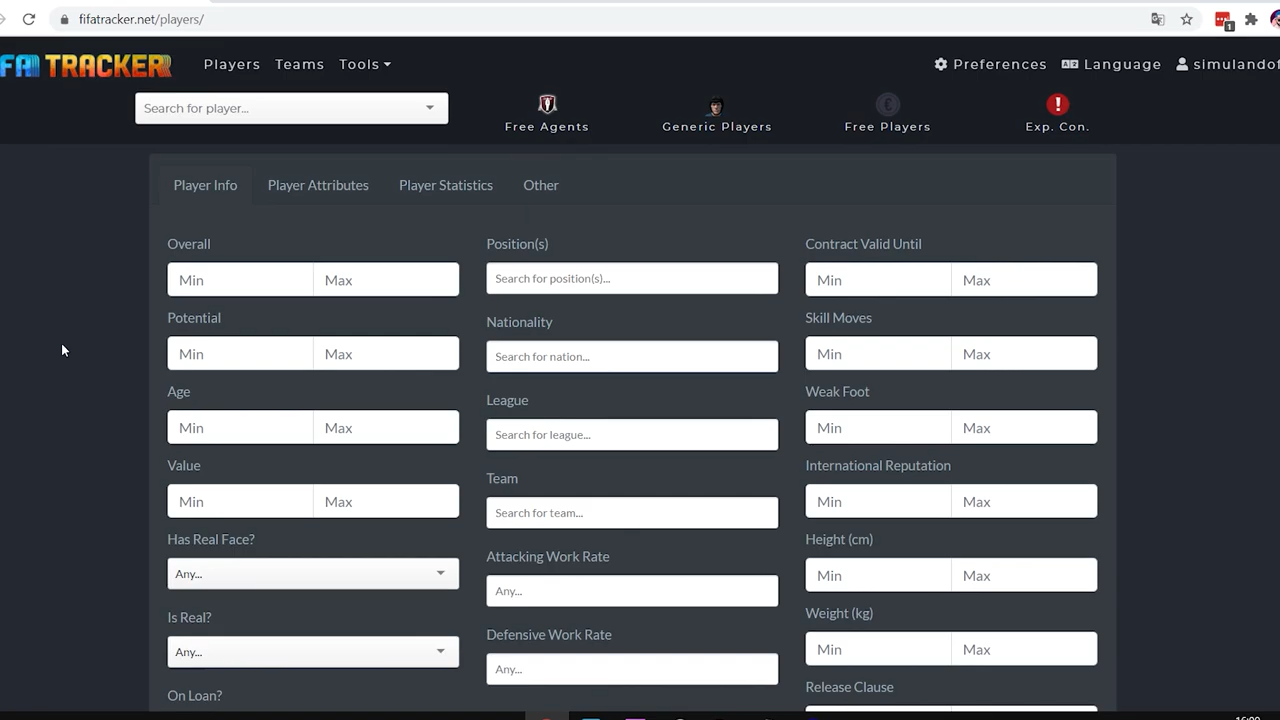 fifatracker.net/players/
1
FA TRACKER
Players
Teams
Tools
Preferences
Language
simulandof
Search for player...
Free Agents
Generic Players
Free Players
Exp. Con.
Player Info
Player Attributes
Player Statistics
Other
Overall
Min
Max
Potential
Min
Max
Age
Min
Max
Value
Min
Max
Has Real Face?
Any...
Is Real?
Any...
On Loan?
Position(s)
Search for position(s)...
Nationality
Search for nation...
League
Search for league...
Team
Search for team...
Attacking Work Rate
Any...
Defensive Work Rate
Any...
Contract Valid Until
Min
Max
Skill Moves
Min
Max
Weak Foot
Min
Max
International Reputation
Min
Max
Height (cm)
Min
Max
Weight (kg)
Min
Max
Release Clause